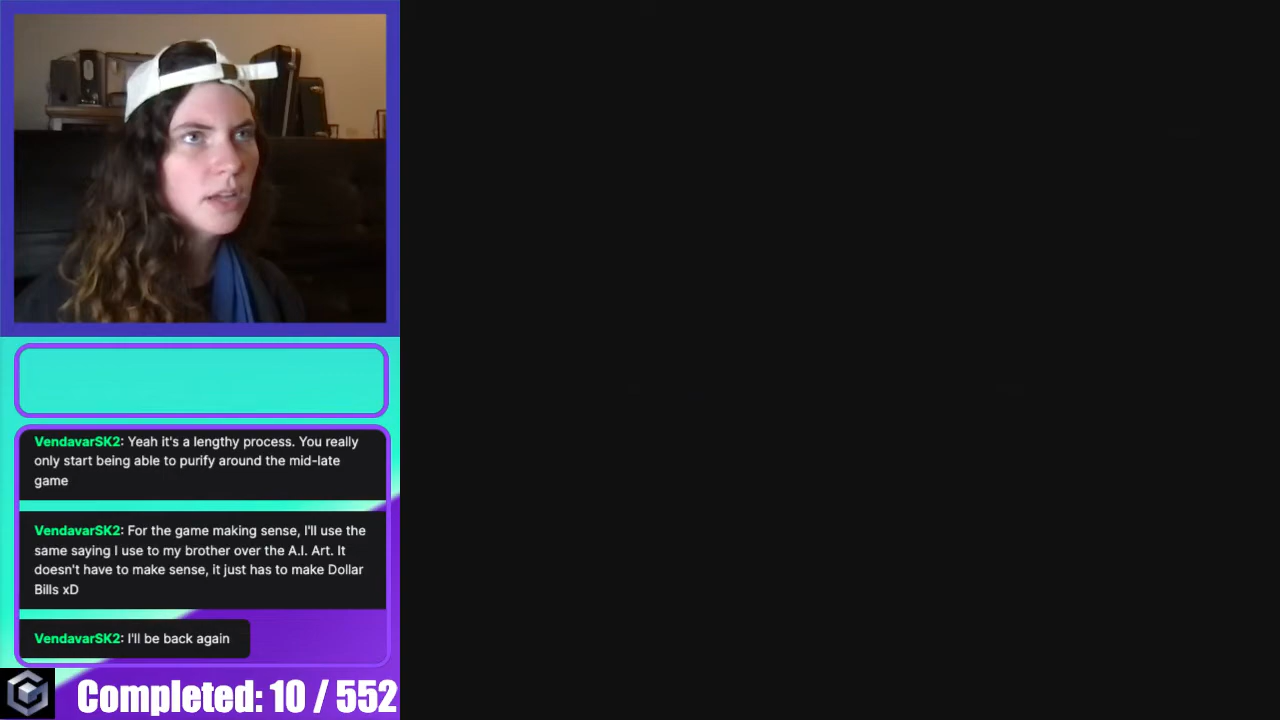 VendavarSK2: Yeah it's a lengthy process. You really
only start being able to purify around the mid-late
game
VendavarSK2: For the game making sense, I'll use the
same saying I use to my brother over the A.I. Art. It
doesn't have to make sense, it just has to make Dollar
Bills xD
VendavarSK2: I'll be back again
Completed: 10 / 552